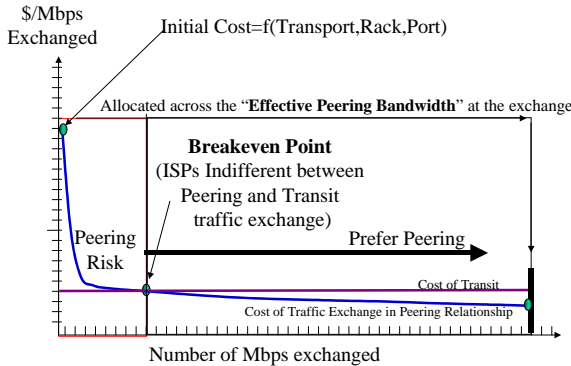 $/Mbps
Exchanged
Initial Cost=f(Transport,Rack,Port)
Allocated across the “Effective Peering Bandwidth” at the exchange
Breakeven Point
(ISPs Indifferent between
Peering and Transit
traffic exchange)
Peering
Risk
Prefer Peering
Cost of Transit
Cost of Traffic Exchange in Peering Relationship
Number of Mbps exchanged